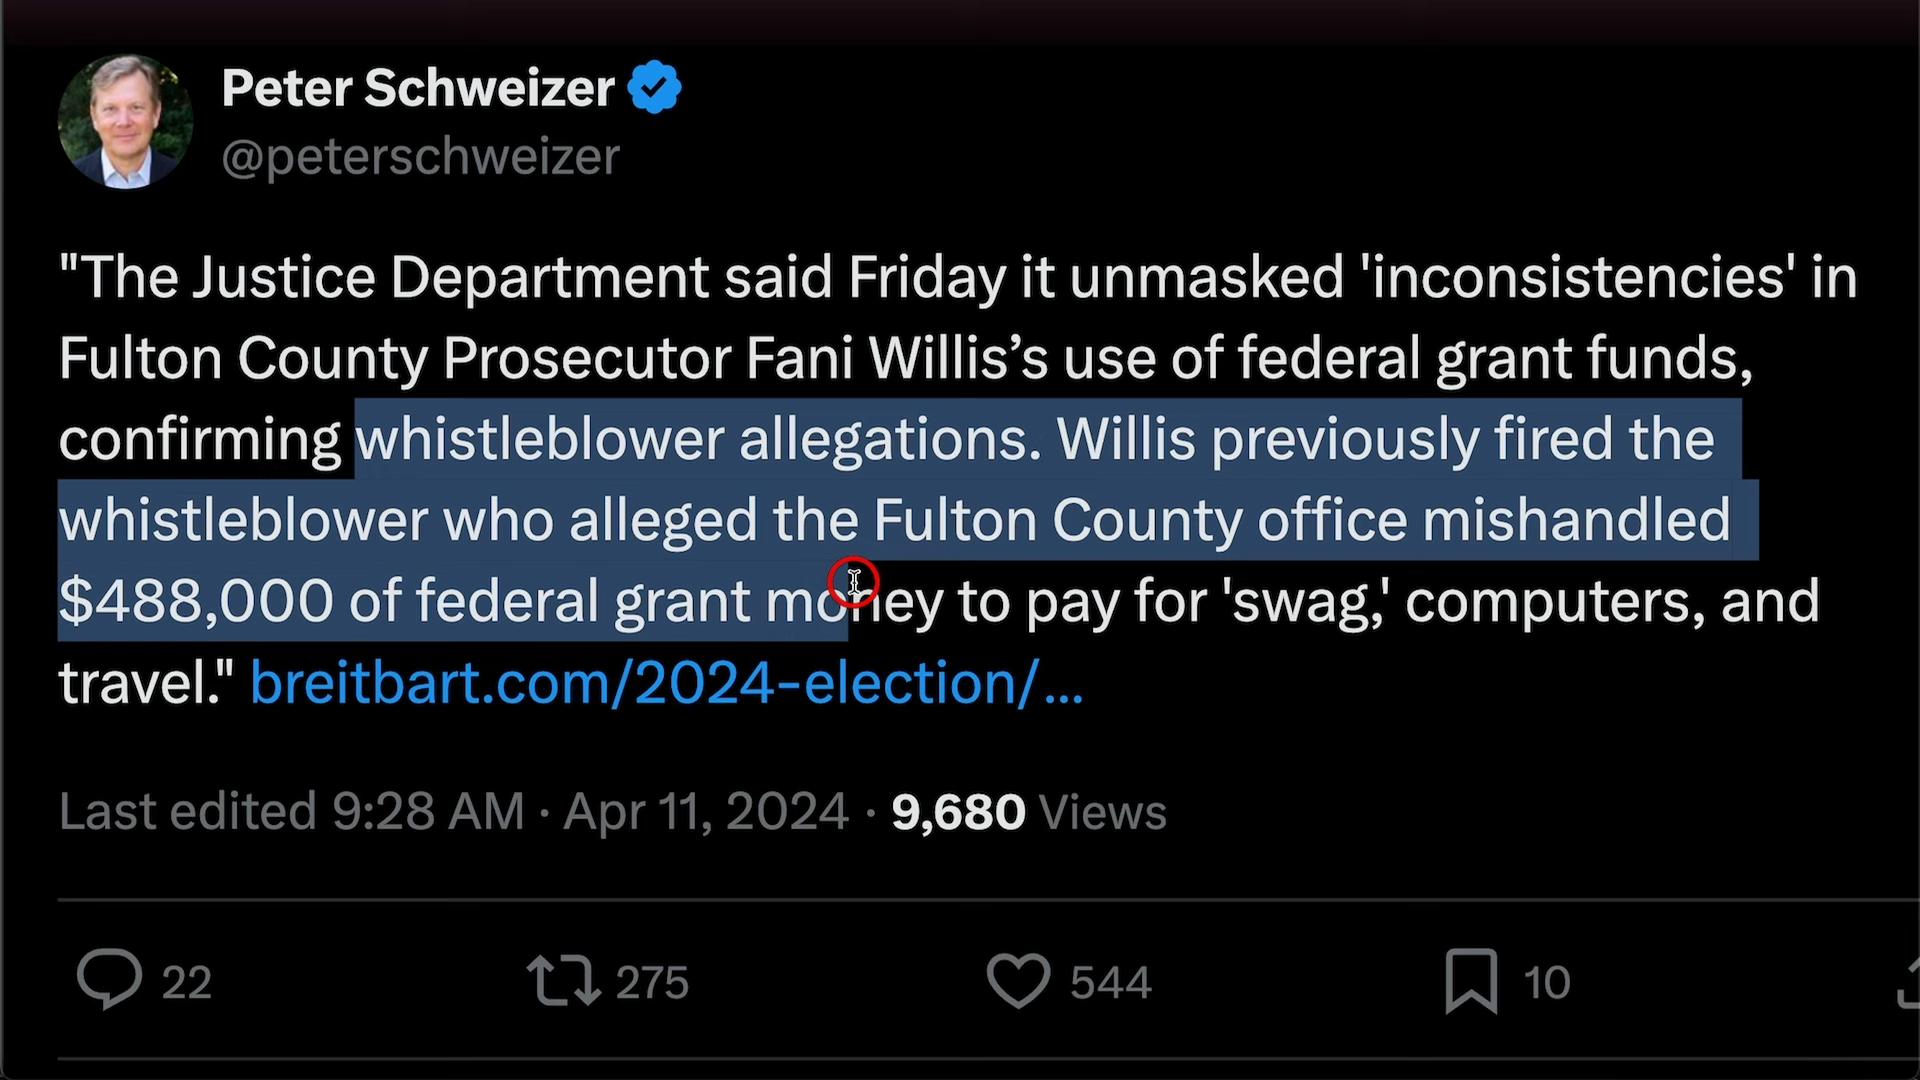 Peter Schweizer
@peterschweizer
"The Justice Department said Friday it unmasked 'inconsistencies' in
Fulton County Prosecutor Fani Willis’s use of federal grant funds,
confirming whistleblower allegations. Willis previously fired the
whistleblower who alleged the Fulton County office mishandled
$488,000 of federal grant money to pay for 'swag,' computers, and
travel." breitbart.com/2024-election/…
Last edited 9:28 AM · Apr 11, 2024 · 9,680 Views
22 275 544 10